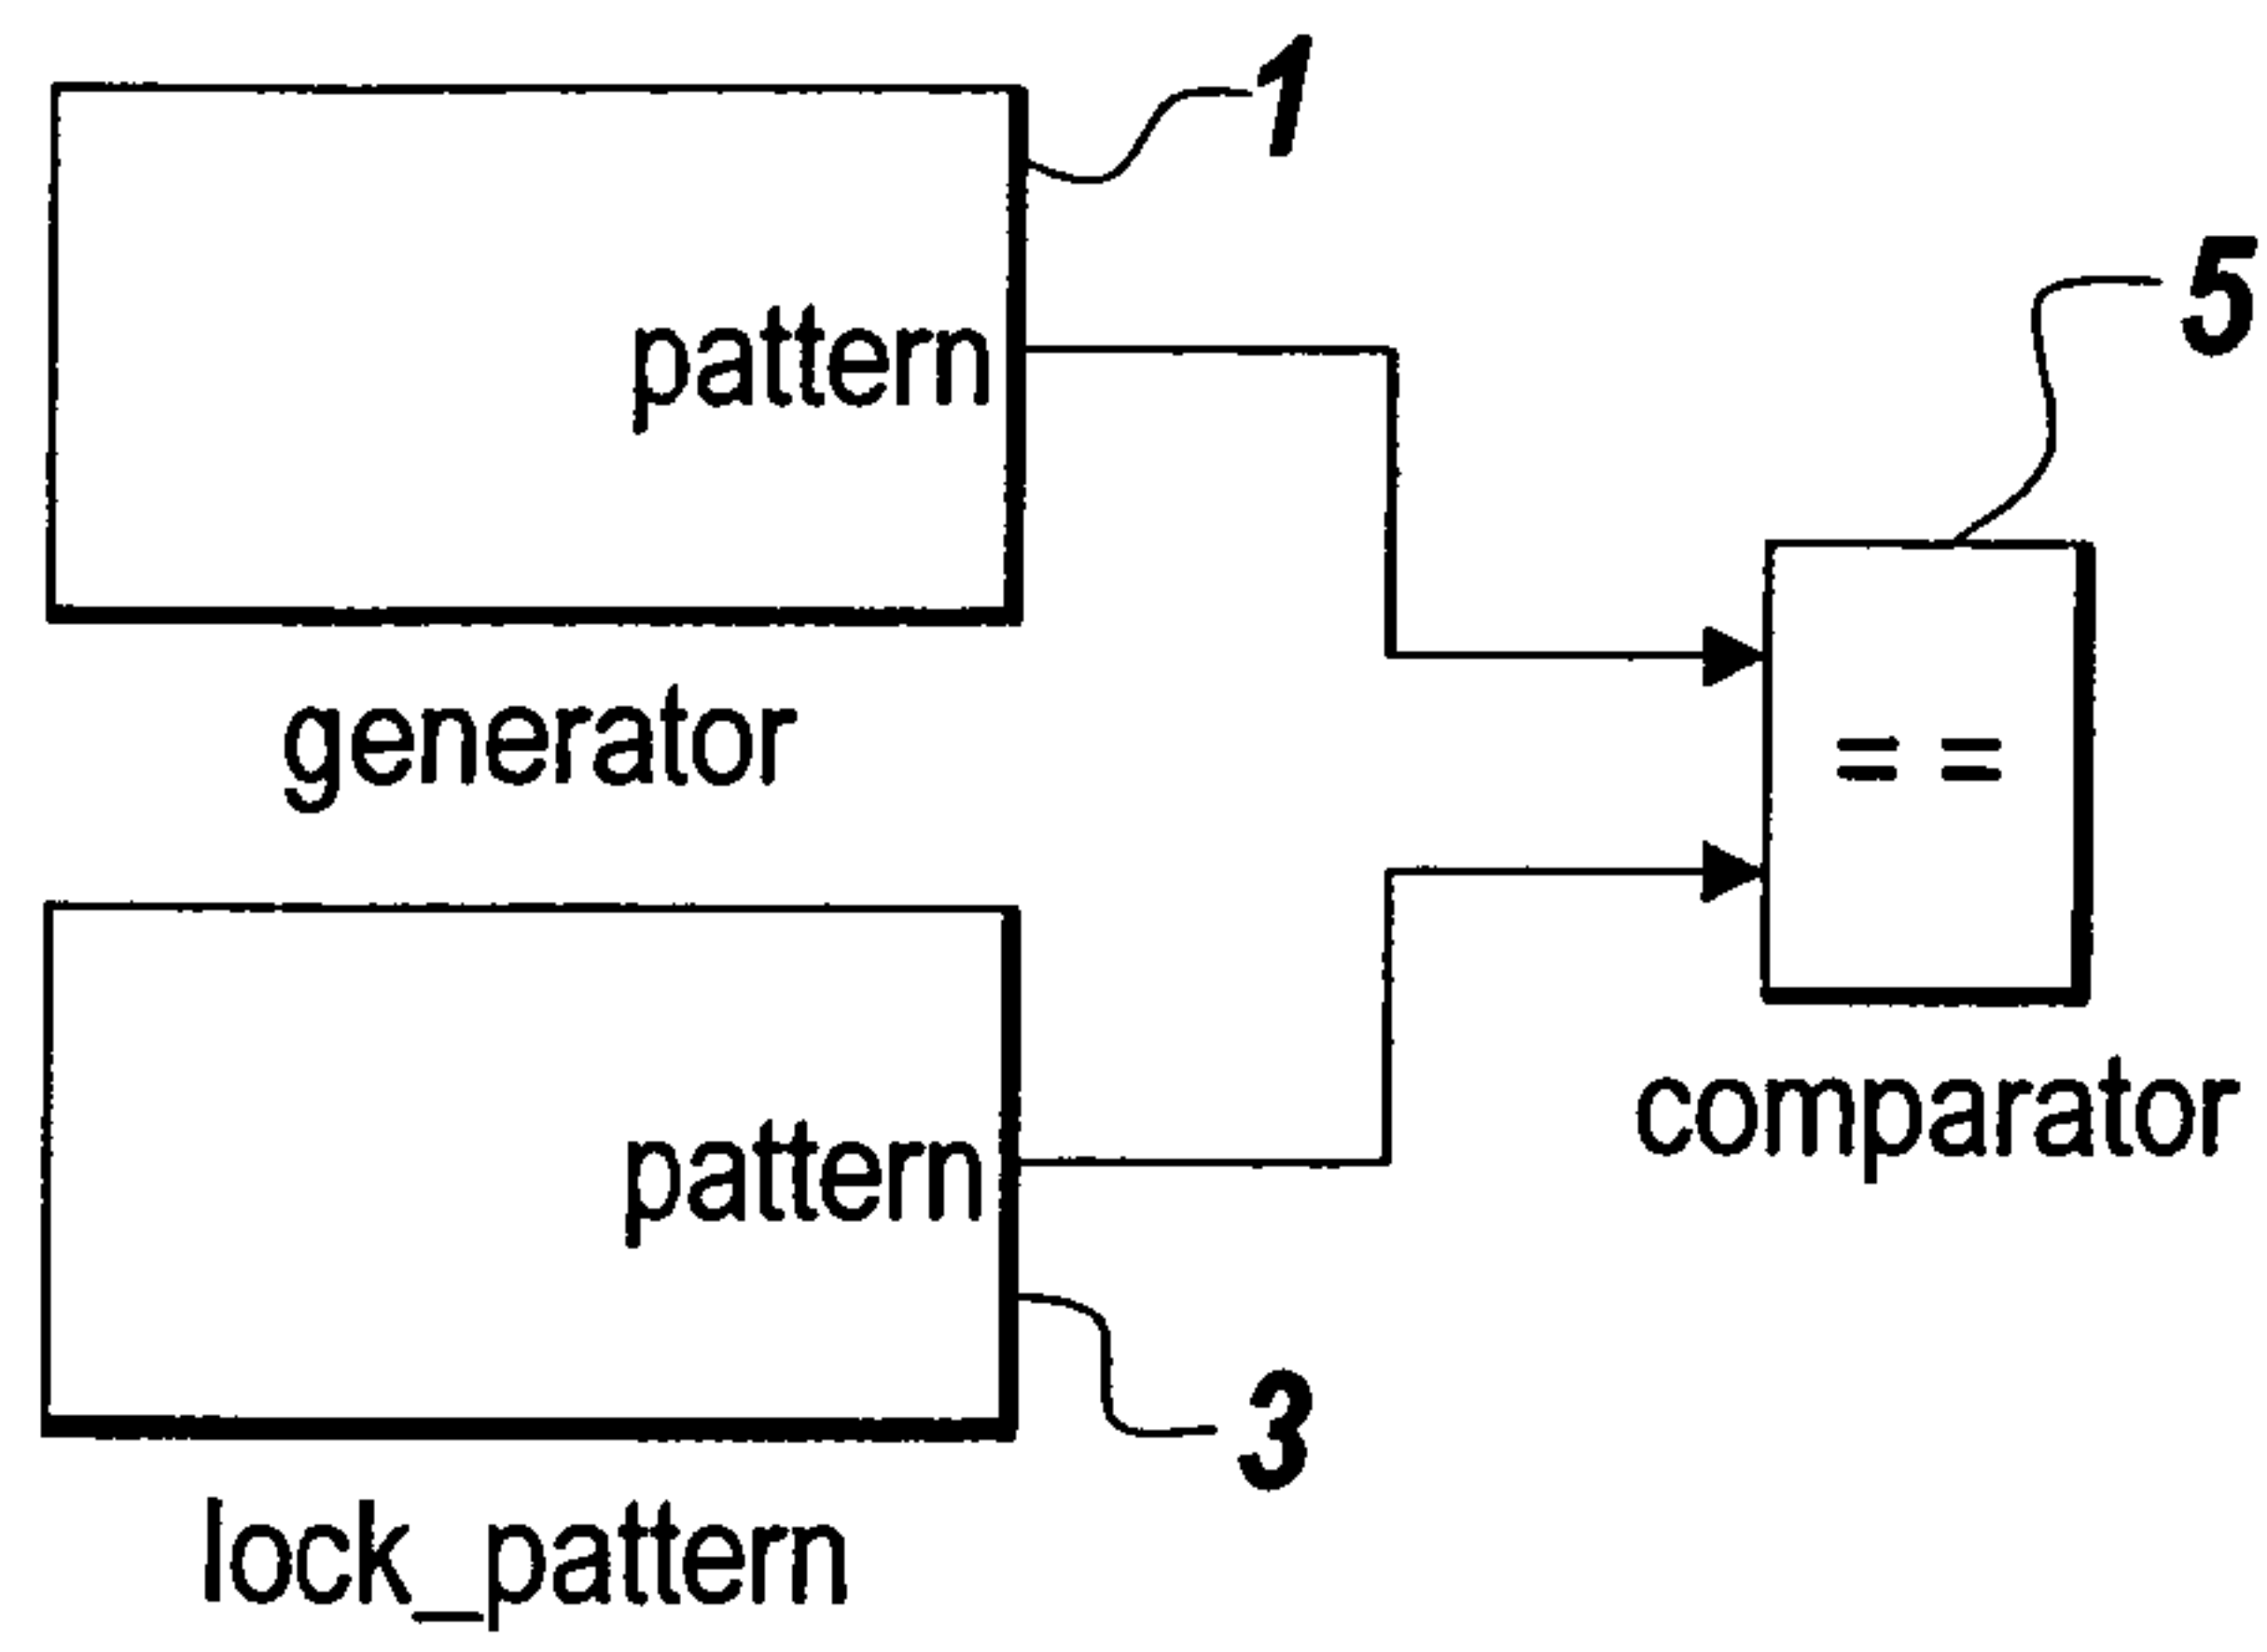 1
pattern
5
generator
= =
comparator
pattern
3
lock_pattern